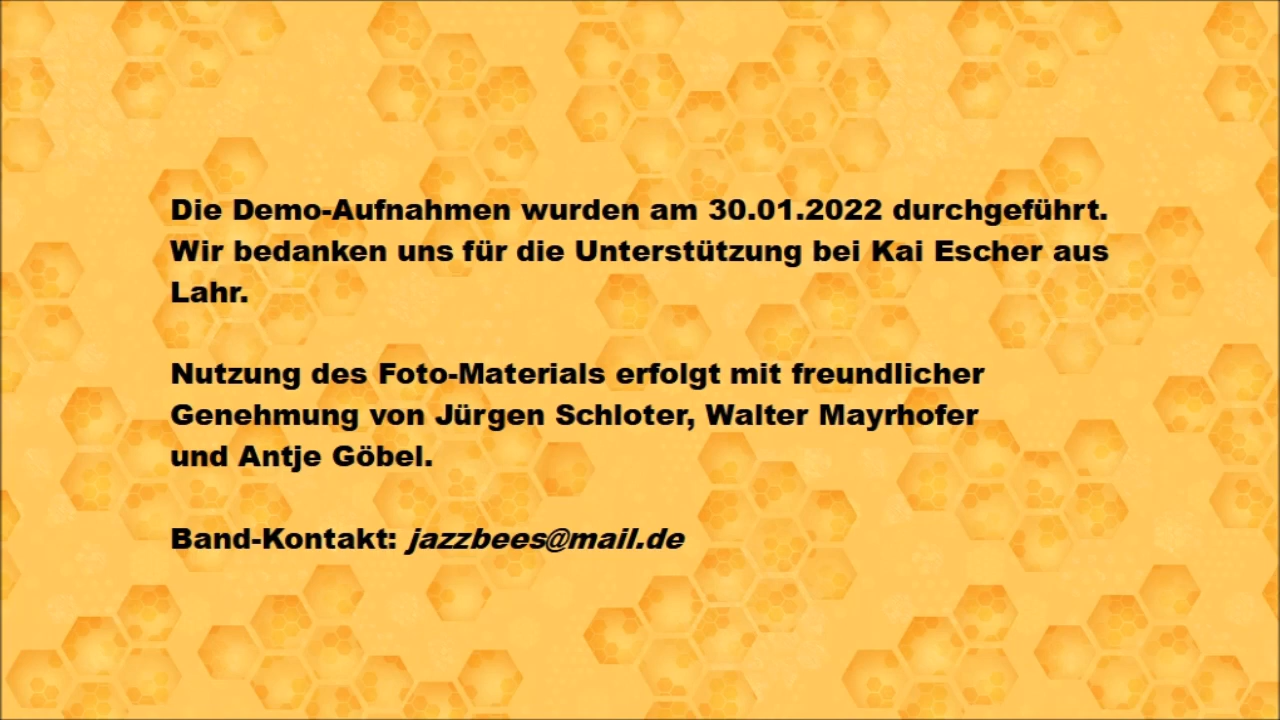 Die Demo-Aufnahmen wurden am 30.01.2022 durchgeführt.
Wir bedanken uns für die Unterstützung bei Kai Escher aus
Lahr.
Nutzung des Foto-Materials erfolgt mit freundlicher
Genehmung von Jürgen Schloter, Walter Mayrhofer
und Antje Göbel.
Band-Kontakt: jazzbees@mail.de